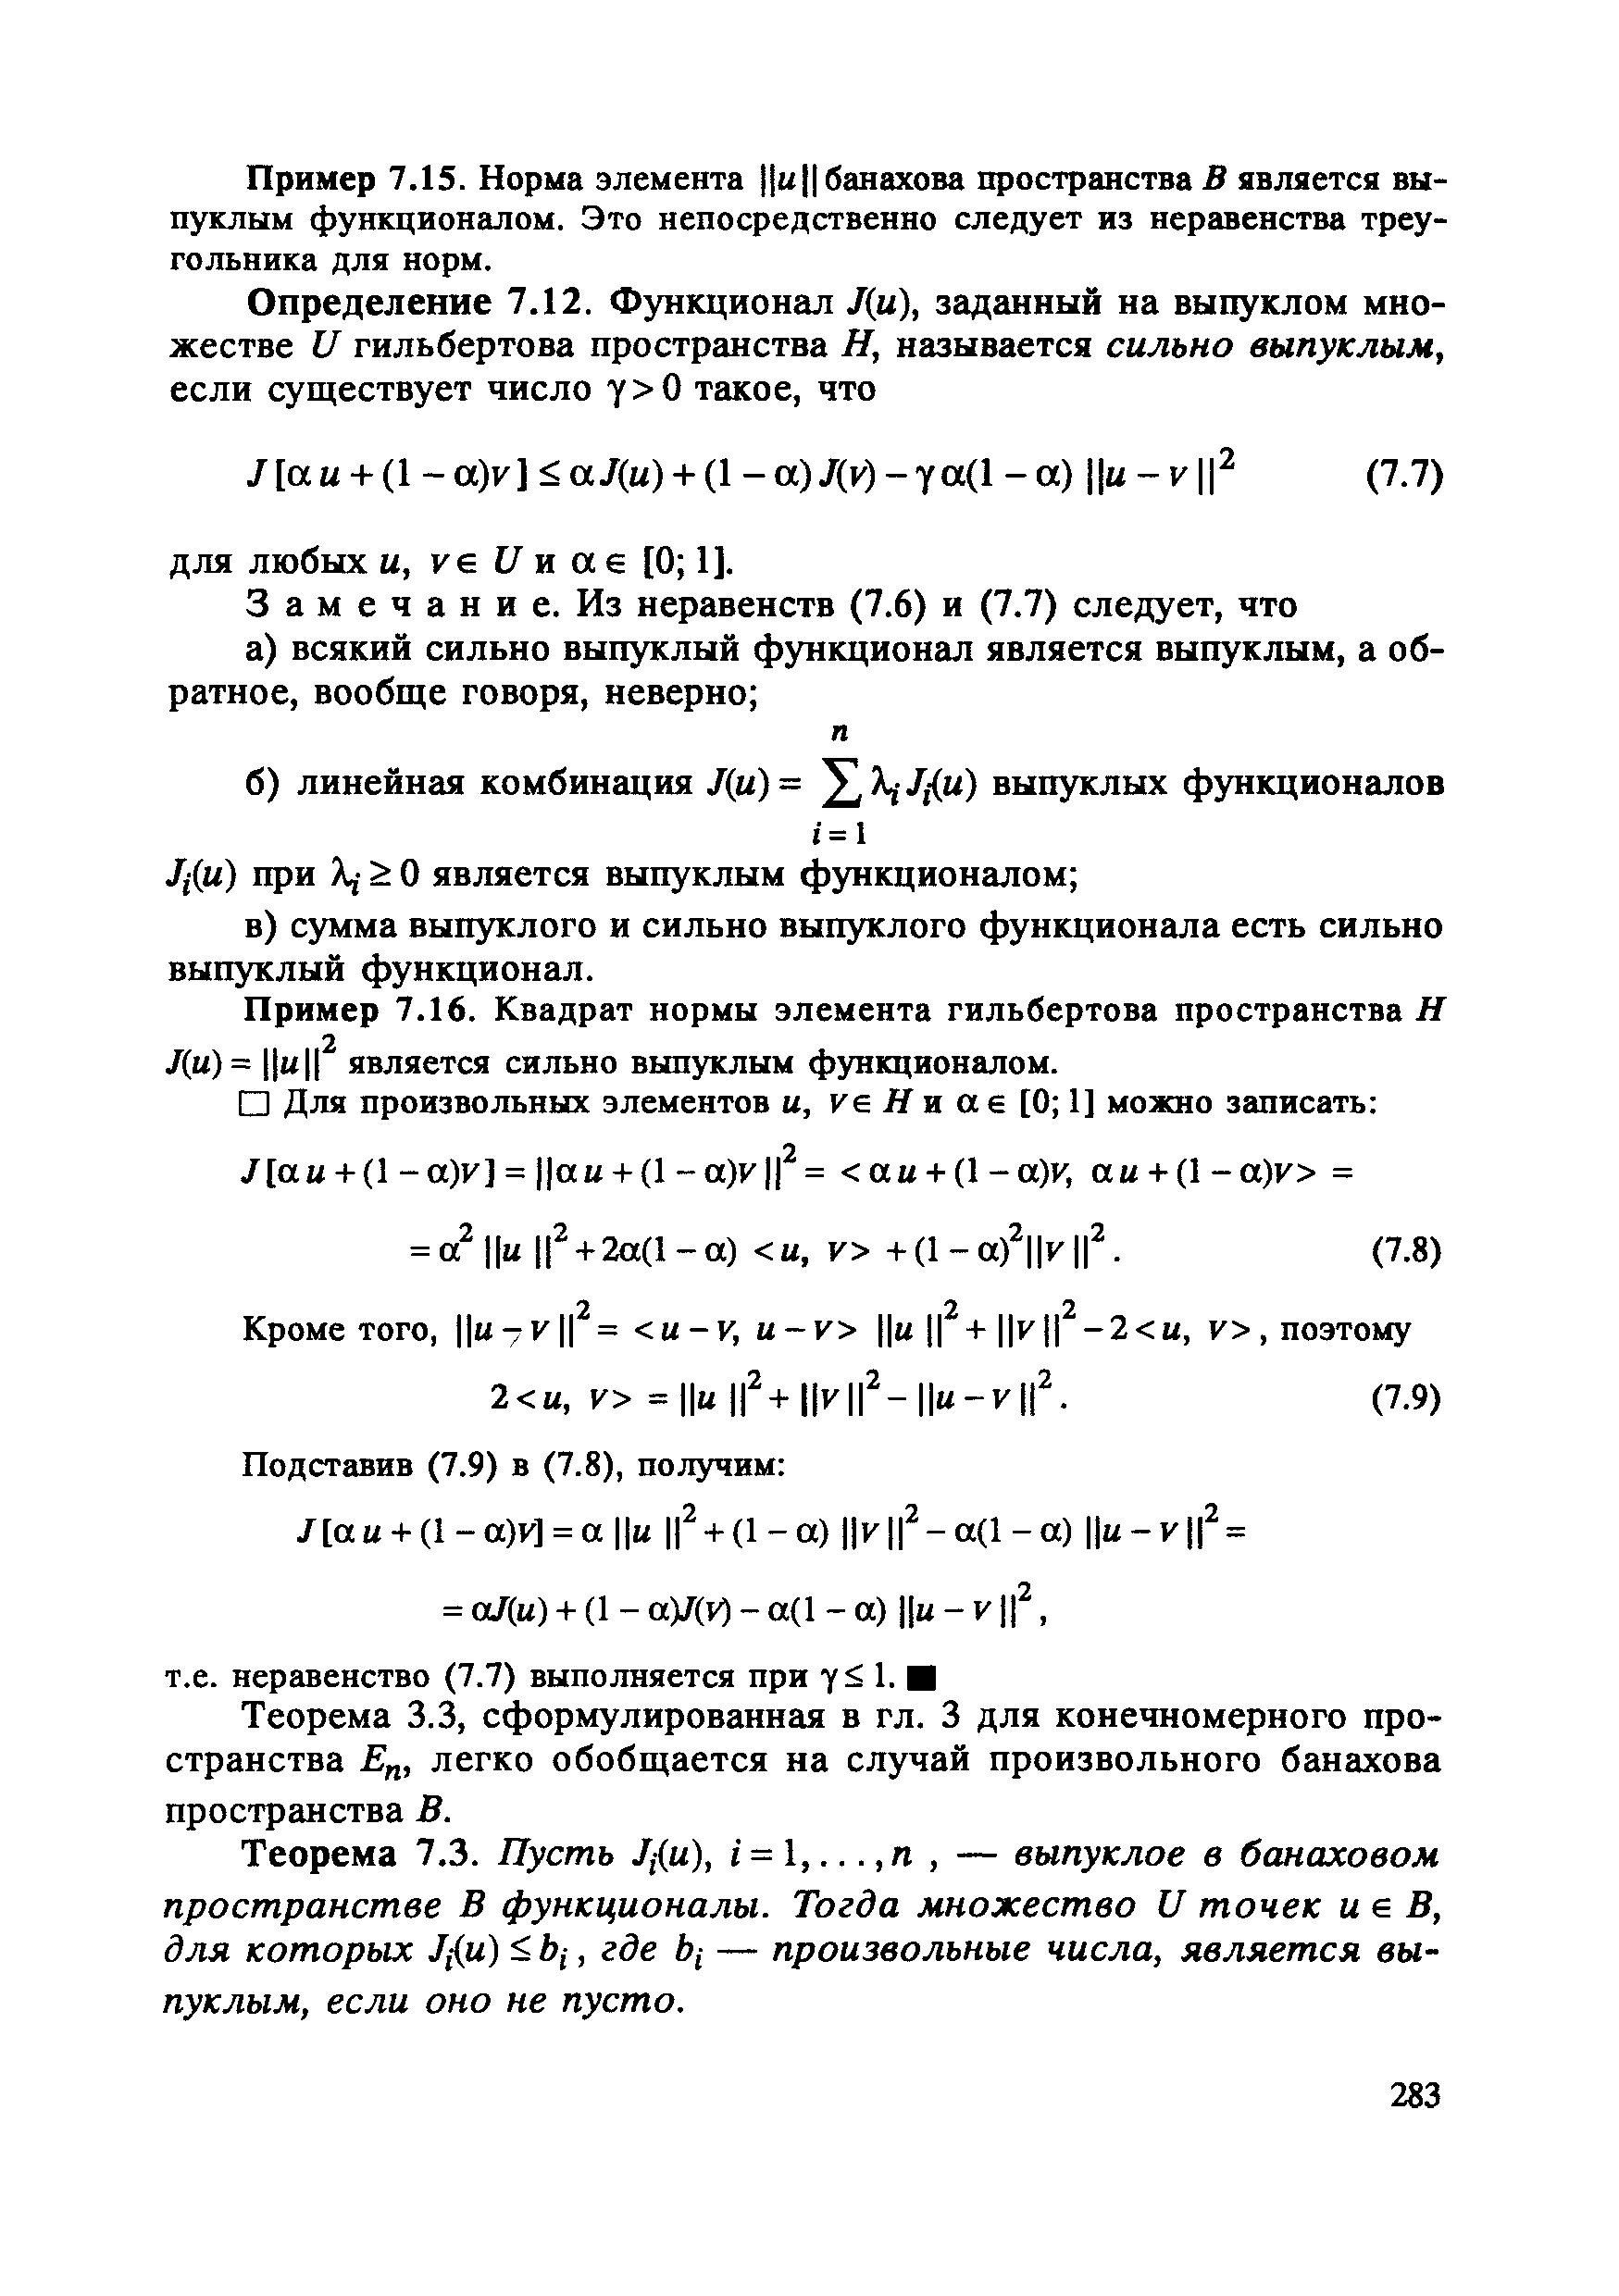 Пример 7.15. Норма элемента ||u|| банахова пространства B является вы-
пуклым функционалом. Это непосредственно следует из неравенства треу-
гольника для норм.
Определение 7.12. Функционал J(u), заданный на выпуклом мно-
жестве U гильбертова пространства H, называется сильно выпуклым,
если существует число γ > 0 такое, что
J [α u + (1 − α)v ] ≤ α J(u) + (1 − α) J(v) − γ α(1 − α) ||u − v ||² (7.7)
для любых u, v ∈ U и α ∈ [0; 1].
З а м е ч а н и е. Из неравенств (7.6) и (7.7) следует, что
а) всякий сильно выпуклый функционал является выпуклым, а об-
ратное, вообще говоря, неверно;
n
б) линейная комбинация J(u) = ∑ λᵢ Jᵢ(u) выпуклых функционалов
i = 1
Jᵢ(u) при λᵢ ≥ 0 является выпуклым функционалом;
в) сумма выпуклого и сильно выпуклого функционала есть сильно
выпуклый функционал.
Пример 7.16. Квадрат нормы элемента гильбертова пространства H
J(u) = ||u||² является сильно выпуклым функционалом.
□ Для произвольных элементов u, v ∈ H и α ∈ [0; 1] можно записать:
J [α u + (1 − α)v] = ||α u + (1 − α)v ||² = < α u + (1 − α)v, α u + (1 − α)v> =
= α² ||u ||² + 2α(1 − α) <u, v> + (1 − α)²||v ||². (7.8)
Кроме того, ||u − v ||² = <u − v, u − v> ||u ||² + ||v ||² − 2 <u, v> , поэтому
2 <u, v> = ||u ||² + ||v ||² − ||u − v ||². (7.9)
Подставив (7.9) в (7.8), получим:
J [α u + (1 − α)v] = α ||u ||² + (1 − α) ||v ||² − α(1 − α) ||u − v ||² =
= αJ(u) + (1 − α)J(v) − α(1 − α) ||u − v ||²,
т.е. неравенство (7.7) выполняется при γ ≤ 1. ■
Теорема 3.3, сформулированная в гл. 3 для конечномерного про-
странства Eₙ, легко обобщается на случай произвольного банахова
пространства B.
Теорема 7.3. Пусть Jᵢ(u), i = 1,...,n , — выпуклое в банаховом
пространстве B функционалы. Тогда множество U точек u ∈ B,
для которых Jᵢ(u) ≤ bᵢ , где bᵢ — произвольные числа, является вы-
пуклым, если оно не пусто.
283